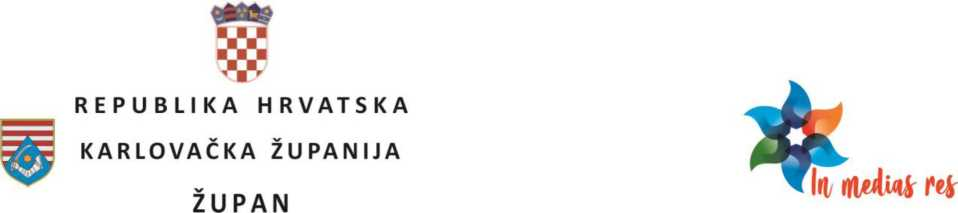 REPUBLIKA HRVATSKA
KARLOVAČKA ŽUPANIJA
ŽUPAN
In medias res